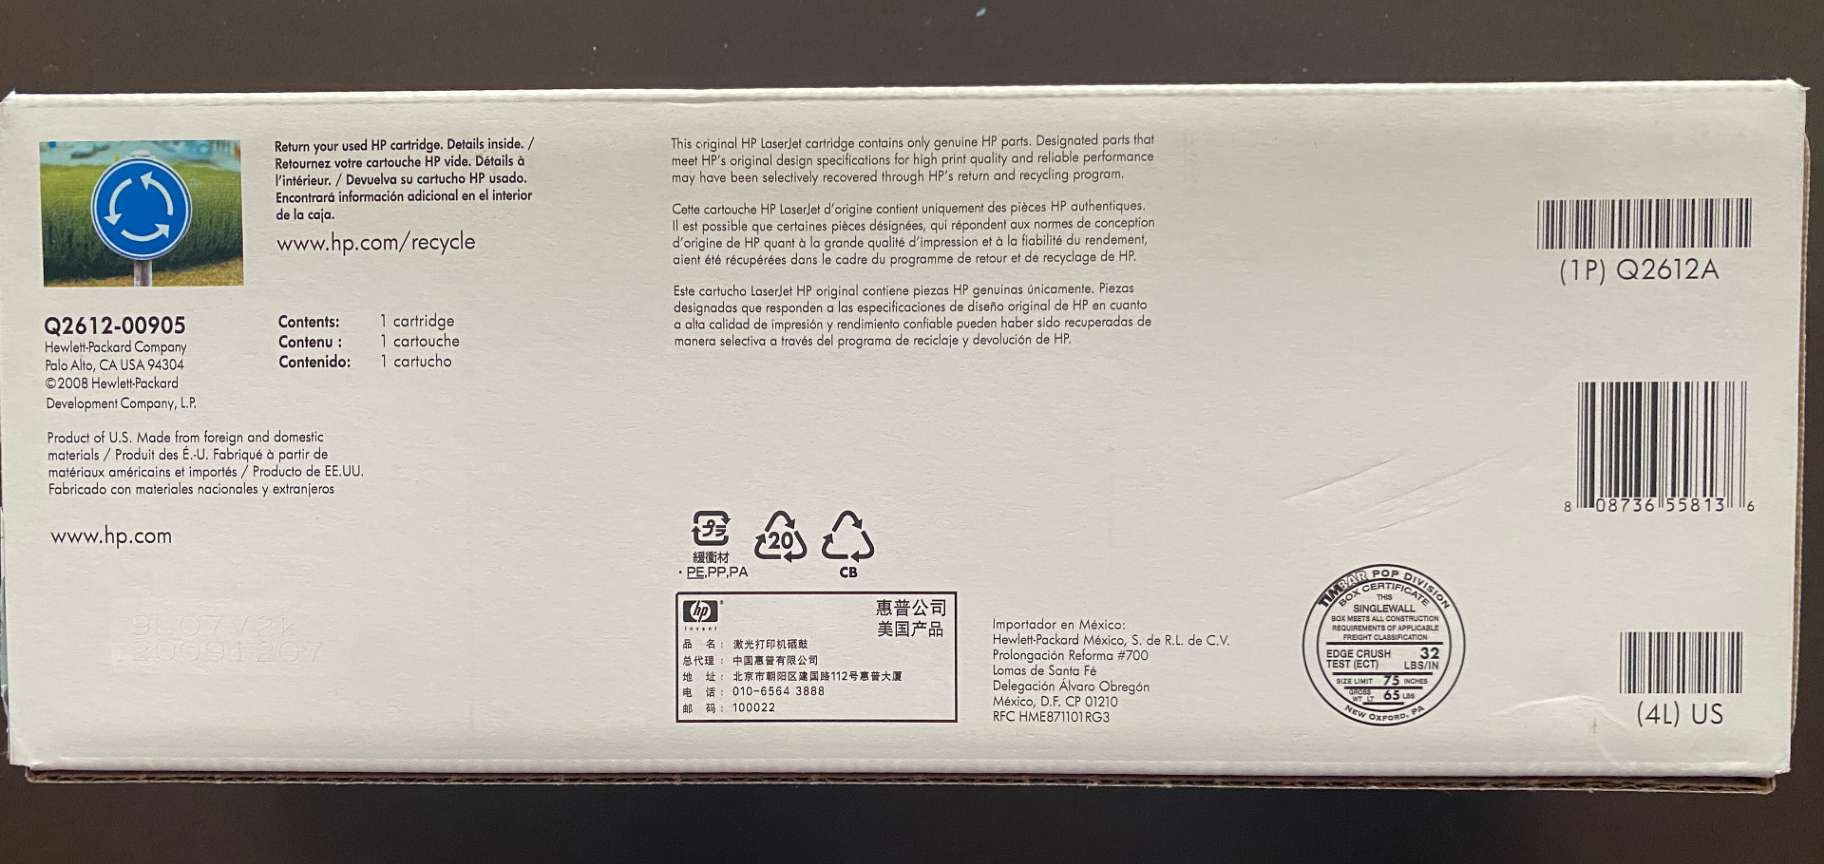 Return your used HP cartridge. Details inside. /
Retournez votre cartouche HP vide. Détails à
l'intérieur. / Devuelva su cartucho HP usado.
Encontrará información adicional en el interior
de la caja.
www.hp.com/recycle
Q2612-00905
Hewlett-Packard Company
Palo Alto, CA USA 94304
©2008 Hewlett-Packard
Development Company, L.P.
Contents: 1 cartridge
Contenu : 1 cartouche
Contenido: 1 cartucho
Product of U.S. Made from foreign and domestic
materials / Produit des É.-U. Fabriqué à partir de
matériaux américains et importés / Producto de EE.UU.
Fabricado con materiales nacionales y extranjeros
www.hp.com
This original HP LaserJet cartridge contains only genuine HP parts. Designated parts that
meet HP's original design specifications for high print quality and reliable performance
may have been selectively recovered through HP's return and recycling program.
Cette cartouche HP LaserJet d'origine contient uniquement des pièces HP authentiques.
Il est possible que certaines pièces désignées, qui répondent aux normes de conception
d'origine de HP quant à la grande qualité d'impression et à la fiabilité du rendement,
aient été récupérées dans le cadre du programme de retour et de recyclage de HP.
Este cartucho LaserJet HP original contiene piezas HP genuinas únicamente. Piezas
designadas que responden a las especificaciones de diseño original de HP en cuanto
a alta calidad de impresión y rendimiento confiable pueden haber sido recuperadas de
manera selectiva a través del programa de reciclaje y devolución de HP.
プラ
緩衝材
· PE,PP,PA
20
CB
hp
invent
惠普公司
美国产品
品 名: 激光打印机硒鼓
总代理: 中国惠普有限公司
地 址: 北京市朝阳区建国路112号惠普大厦
电 话: 010-6564 3888
邮 码: 100022
Importador en México:
Hewlett-Packard México, S. de R.L. de C.V.
Prolongación Reforma #700
Lomas de Santa Fé
Delegación Álvaro Obregón
México, D.F. CP 01210
RFC HME871101RG3
TIMBAR POP DIVISION
BOX CERTIFICATE
THIS
SINGLEWALL
BOX MEETS ALL CONSTRUCTION
REQUIREMENTS OF APPLICABLE
FREIGHT CLASSIFICATION
EDGE CRUSH TEST (ECT) 32 LBS/IN
SIZE LIMIT 75 INCHES
GROSS WT. LT 65 LBS
NEW OXFORD, PA
(1P) Q2612A
8 08736 55813 6
(4L) US